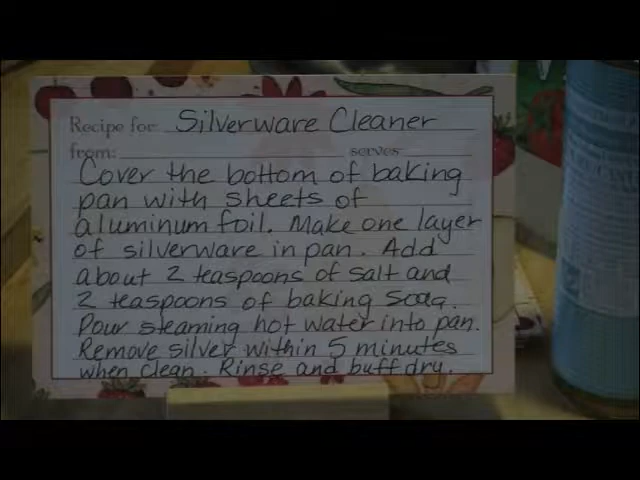 Recipe for: Silverware Cleaner
from: serves
Cover the bottom of baking
pan with sheets of
aluminum foil. Make one layer
of silverware in pan. Add
about 2 teaspoons of salt and
2 teaspoons of baking soda.
Pour steaming hot water into pan.
Remove silver within 5 minutes
when clean. Rinse and buff dry.